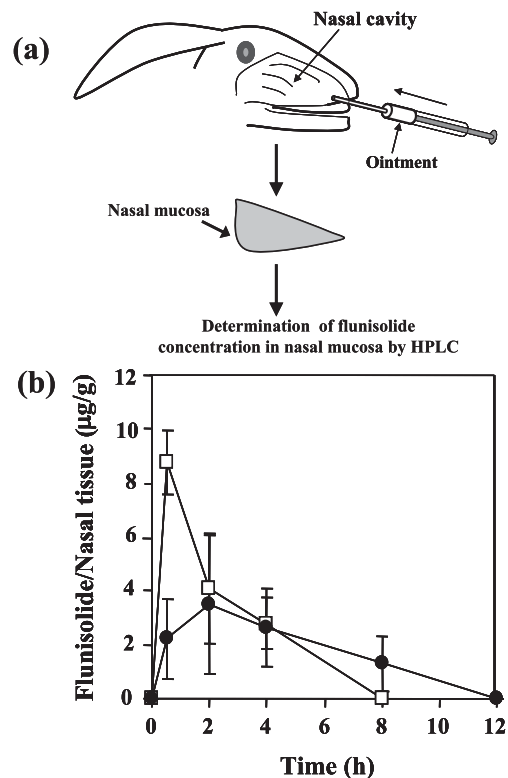 (a)
Nasal cavity
Ointment
Nasal mucosa
Determination of flunisolide
concentration in nasal mucosa by HPLC
(b)
Flunisolide/Nasal tissue (μg/g)
12
10
8
6
4
2
0
0 2 4 6 8 10 12
Time (h)